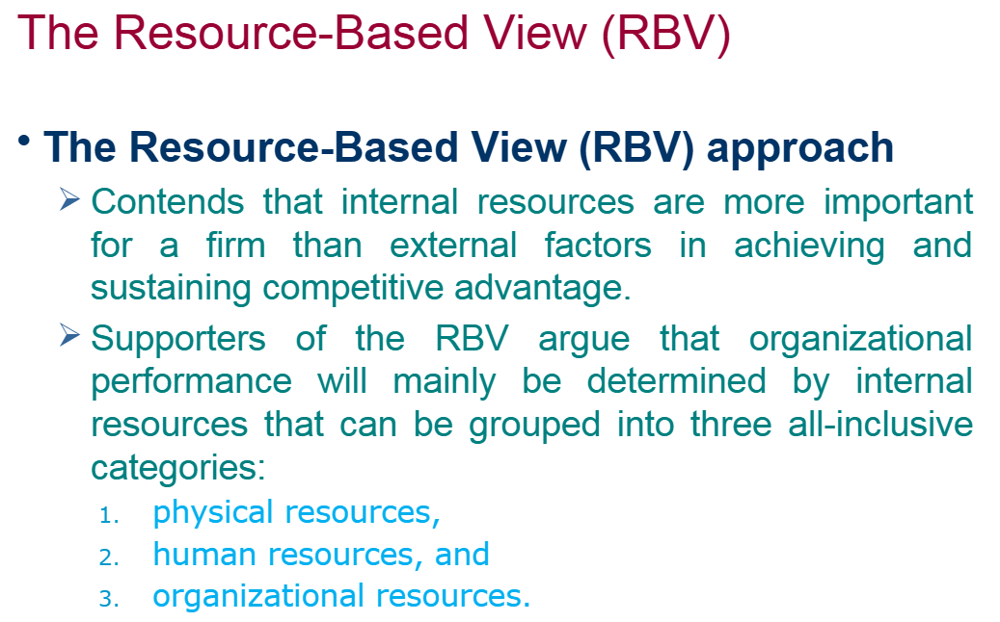 The Resource-Based View (RBV)
• The Resource-Based View (RBV) approach
➢ Contends that internal resources are more important
for a firm than external factors in achieving and
sustaining competitive advantage.
➢ Supporters of the RBV argue that organizational
performance will mainly be determined by internal
resources that can be grouped into three all-inclusive
categories:
1. physical resources,
2. human resources, and
3. organizational resources.